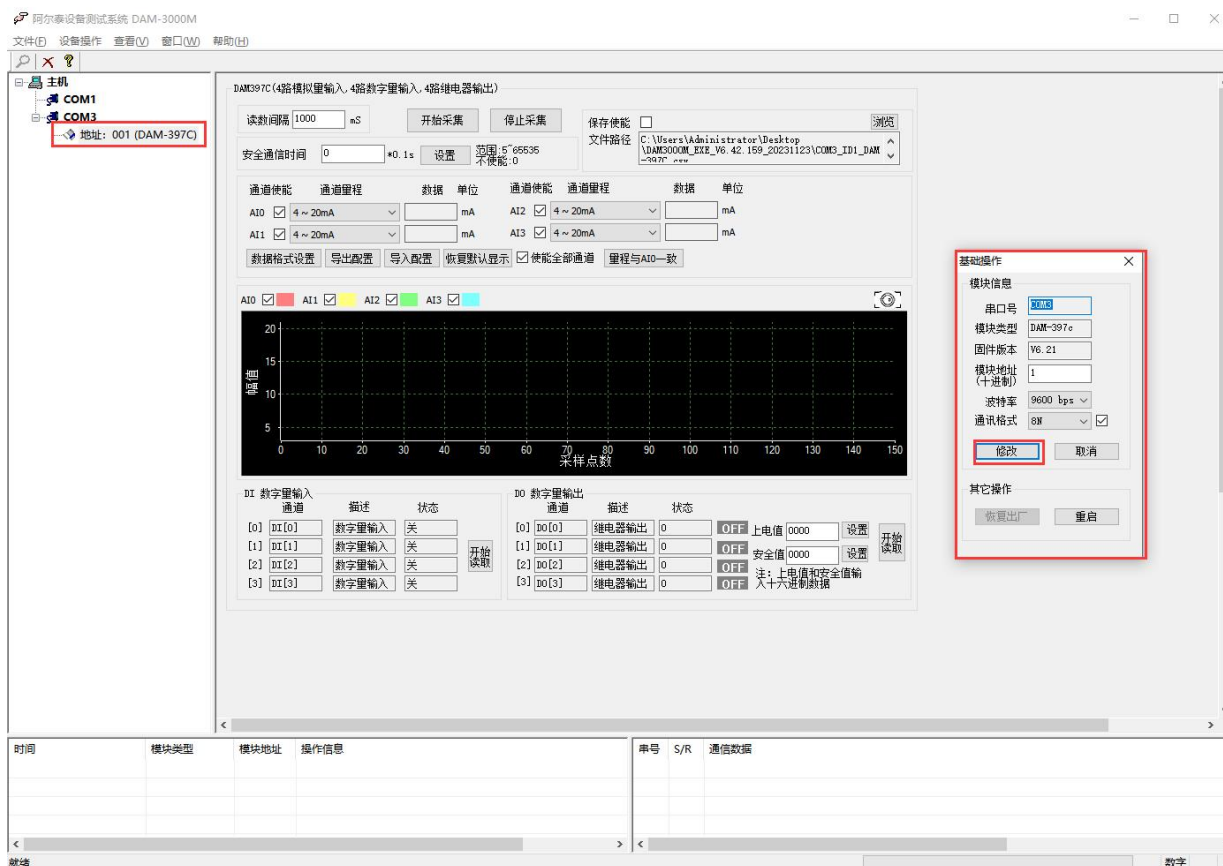 阿尔泰设备测试系统 DAM-3000M
文件(F) 设备操作 查看(V) 窗口(W) 帮助(H)
主机
COM1
COM3
地址: 001 (DAM-397C)
DAM397C(4路模拟里输入,4路数字里输入,4路继电器输出)
读数间隔 1000 mS 开始采集 停止采集
安全通信时间 0 *0.1s 设置 范围:5~65535
不使能:0
保存使能 浏览
文件路径 C:\Users\Administrator\Desktop
\DAM3000M_EXE_V6.42.159_20231123\COM3_ID1_DAM
-397C.csv
通道使能 通道里程 数据 单位 通道使能 通道里程 数据 单位
AI0 4~20mA mA AI2 4~20mA mA
AI1 4~20mA mA AI3 4~20mA mA
数据格式设置 导出配置 导入配置 恢复默认显示 使能全部通道 里程与AI0一致
AI0 AI1 AI2 AI3
幅值
20
15
10
5
0 10 20 30 40 50 60 70 80 90 100 110 120 130 140 150
采样点数
DI 数字里输入
通道 描述 状态
[0] DI[0] 数字里输入 关
[1] DI[1] 数字里输入 关
[2] DI[2] 数字里输入 关
[3] DI[3] 数字里输入 关
开始
读取
DO 数字里输出
通道 描述 状态
[0] DO[0] 继电器输出 0 OFF
[1] DO[1] 继电器输出 0 OFF
[2] DO[2] 继电器输出 0 OFF
[3] DO[3] 继电器输出 0 OFF
上电值 0000 设置
安全值 0000 设置
注: 上电值和安全值输
入十六进制数据
开始
读取
基础操作
模块信息
串口号 COM3
模块类型 DAM-397c
固件版本 V6.21
模块地址
(十进制) 1
波特率 9600 bps
通讯格式 8N
修改 取消
其它操作
恢复出厂 重启
时间 模块类型 模块地址 操作信息
串号 S/R 通信数据
就绪 数字